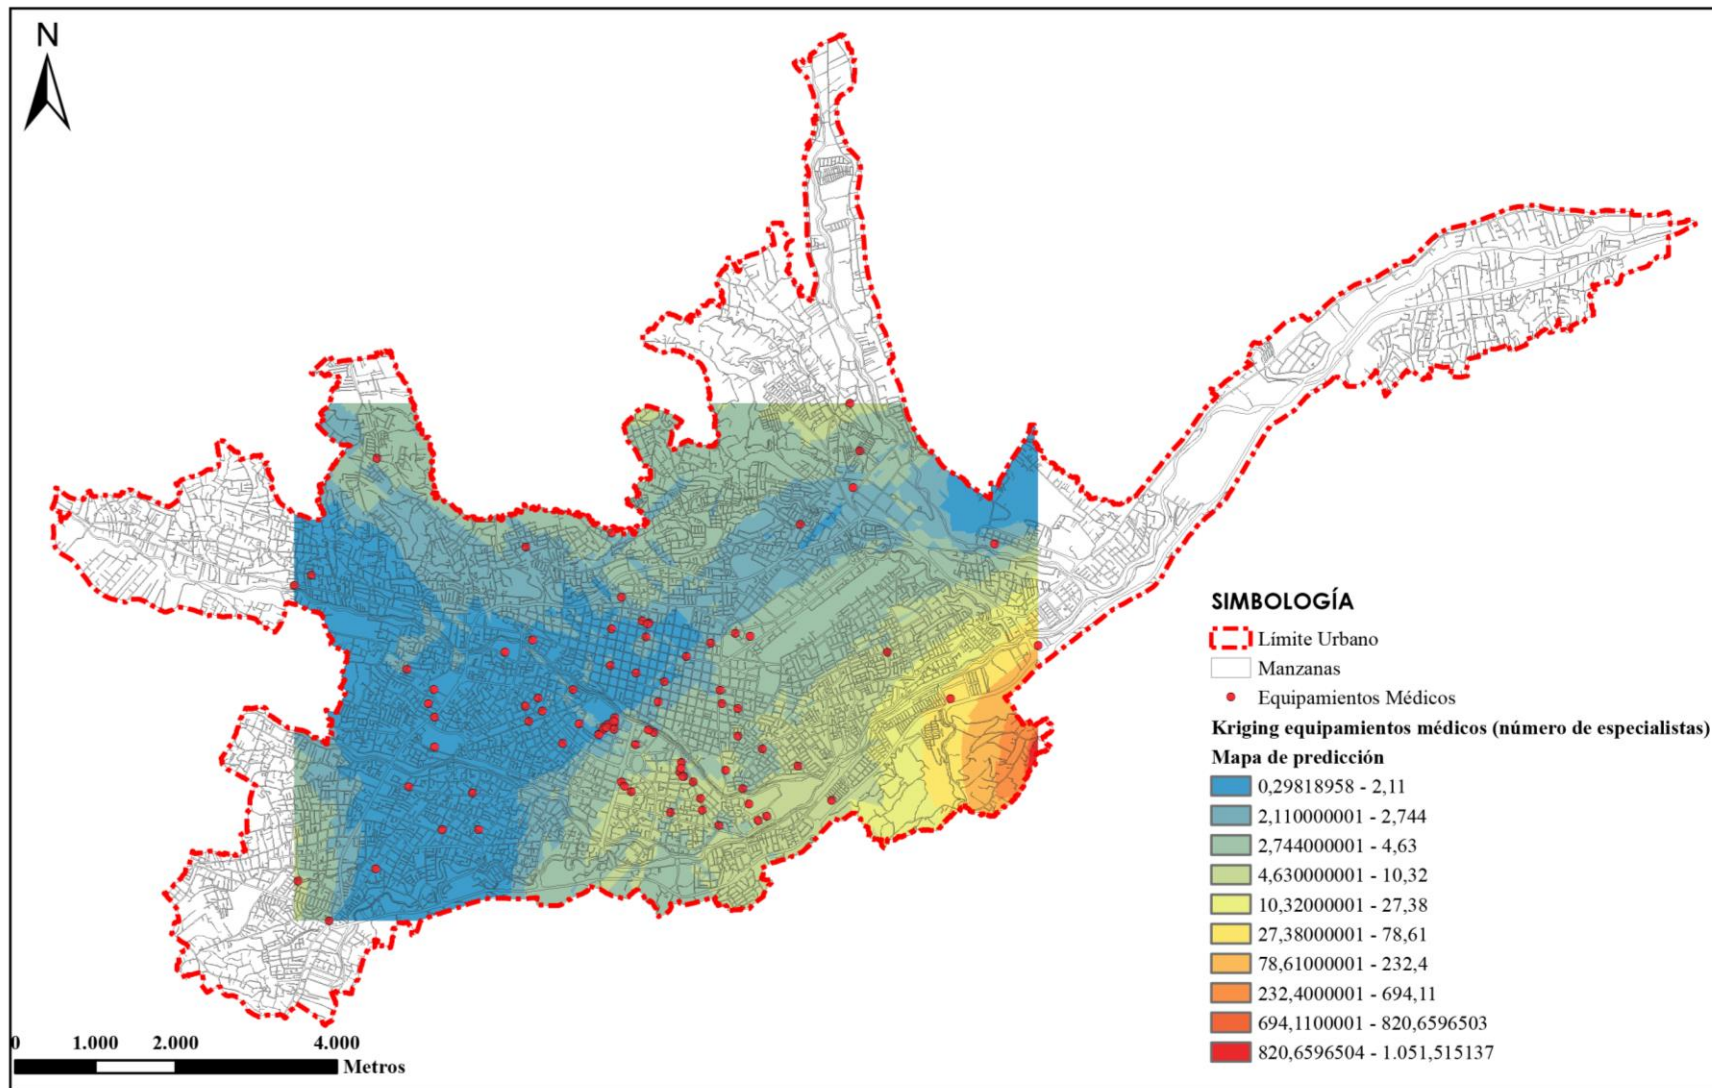 N
SIMBOLOGÍA
Límite Urbano
Manzanas
Equipamientos Médicos
Kriging equipamientos médicos (número de especialistas)
Mapa de predicción
0,29818958 - 2,11
2,110000001 - 2,744
2,744000001 - 4,63
4,630000001 - 10,32
10,32000001 - 27,38
27,38000001 - 78,61
78,61000001 - 232,4
232,4000001 - 694,11
694,1100001 - 820,6596503
820,6596504 - 1.051,515137
0 1.000 2.000 4.000
Metros